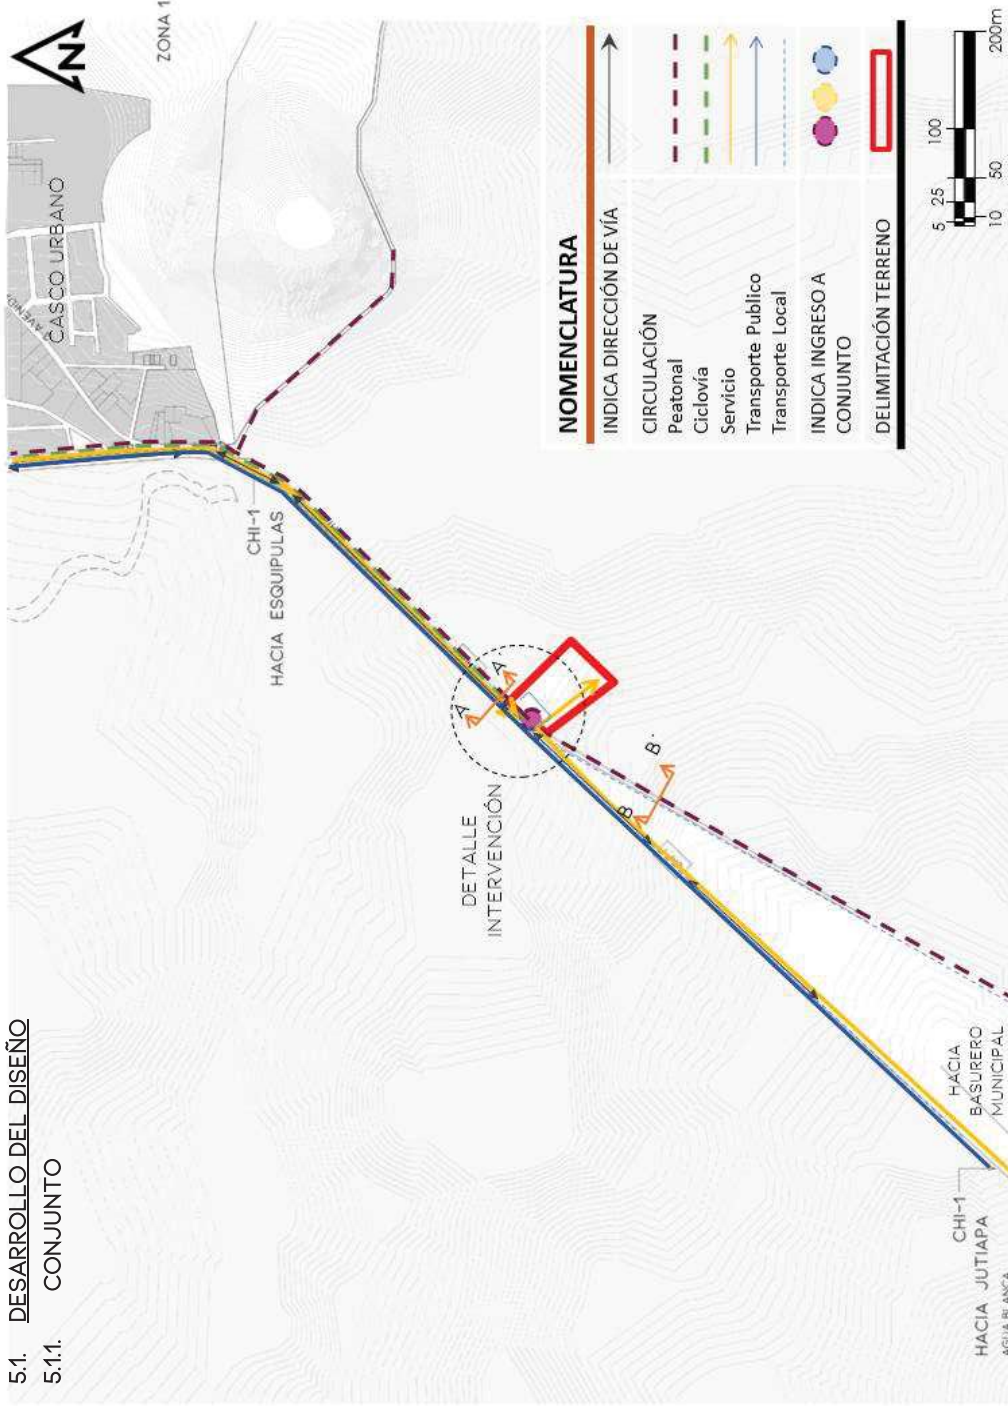 5.1. DESARROLLO DEL DISEÑO
5.1.1. CONJUNTO
N
ZONA 1
CASCO URBANO
CHI-1
HACIA ESQUIPULAS
DETALLE
INTERVENCIÓN
A
A'
B
B'
CHI-1
HACIA JUTIAPA
AGUA BLANCA
HACIA
BASURERO
MUNICIPAL
NOMENCLATURA
INDICA DIRECCIÓN DE VÍA
CIRCULACIÓN
Peatonal
Ciclovía
Servicio
Transporte Publico
Transporte Local
INDICA INGRESO A
CONJUNTO
DELIMITACIÓN TERRENO
5 25 100
10 50 200m